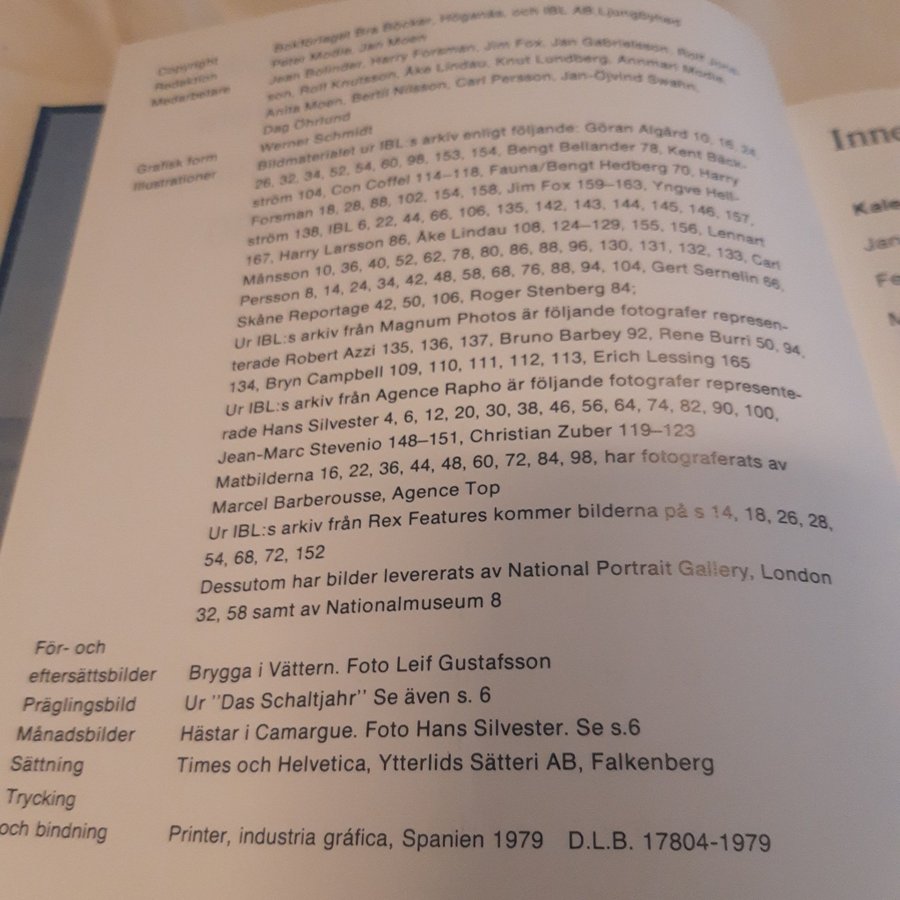 Copyright Bokförlaget Bra Böcker, Höganäs, och IBL AB Ljungbyhed
Redaktion Peter Modie, Jan Moen
Medarbetare Jean Bolinder, Harry Forsman, Jim Fox, Jan Gabrielsson,
son, Rolf Knutsson, Åke Lindau, Knut Lundberg, Annmari Modie,
Anita Moen, Bertil Nilsson, Carl Persson, Jan-Öjvind Swahn,
Dag Öhrlund
Grafisk form Werner Schmidt
Illustrationer Bildmaterialet ur IBL:s arkiv enligt följande: Göran Algård 10, 16, 24,
26, 32, 34, 52, 54, 60, 98, 153, 154, Bengt Bellander 78, Kent Bäck-
ström 104, Con Coffel 114–118, Fauna/Bengt Hedberg 70, Harry
Forsman 18, 28, 88, 102, 154, 158, Jim Fox 159–163, Yngve Hell-
ström 138, IBL 6, 22, 44, 66, 106, 135, 142, 143, 144, 145, 146, 157,
167, Harry Larsson 86, Åke Lindau 108, 124–129, 155, 156, Lennart
Månsson 10, 36, 40, 52, 62, 78, 80, 86, 88, 96, 130, 131, 132, 133, Carl
Persson 8, 14, 24, 34, 42, 48, 58, 68, 76, 88, 94, 104, Gert Sernelin 66,
Skåne Reportage 42, 50, 106, Roger Stenberg 84;
Ur IBL:s arkiv från Magnum Photos är följande fotografer represen-
terade Robert Azzi 135, 136, 137, Bruno Barbey 92, Rene Burri 50, 94,
134, Bryn Campbell 109, 110, 111, 112, 113, Erich Lessing 165
Ur IBL:s arkiv från Agence Rapho är följande fotografer represente-
rade Hans Silvester 4, 6, 12, 20, 30, 38, 46, 56, 64, 74, 82, 90, 100,
Jean-Marc Stevenio 148–151, Christian Zuber 119–123
Matbilderna 16, 22, 36, 44, 48, 60, 72, 84, 98, har fotograferats av
Marcel Barberousse, Agence Top
Ur IBL:s arkiv från Rex Features kommer bilderna på s 14, 18, 26, 28,
54, 68, 72, 152
Dessutom har bilder levererats av National Portrait Gallery, London
32, 58 samt av Nationalmuseum 8
För- och
eftersättsbilder Brygga i Vättern. Foto Leif Gustafsson
Präglingsbild Ur "Das Schaltjahr" Se även s. 6
Månadsbilder Hästar i Camargue. Foto Hans Silvester. Se s.6
Sättning Times och Helvetica, Ytterlids Sätteri AB, Falkenberg
Trycking
och bindning Printer, industria gráfica, Spanien 1979 D.L.B. 17804-1979
Inne
Kale
Jan
Fe
M